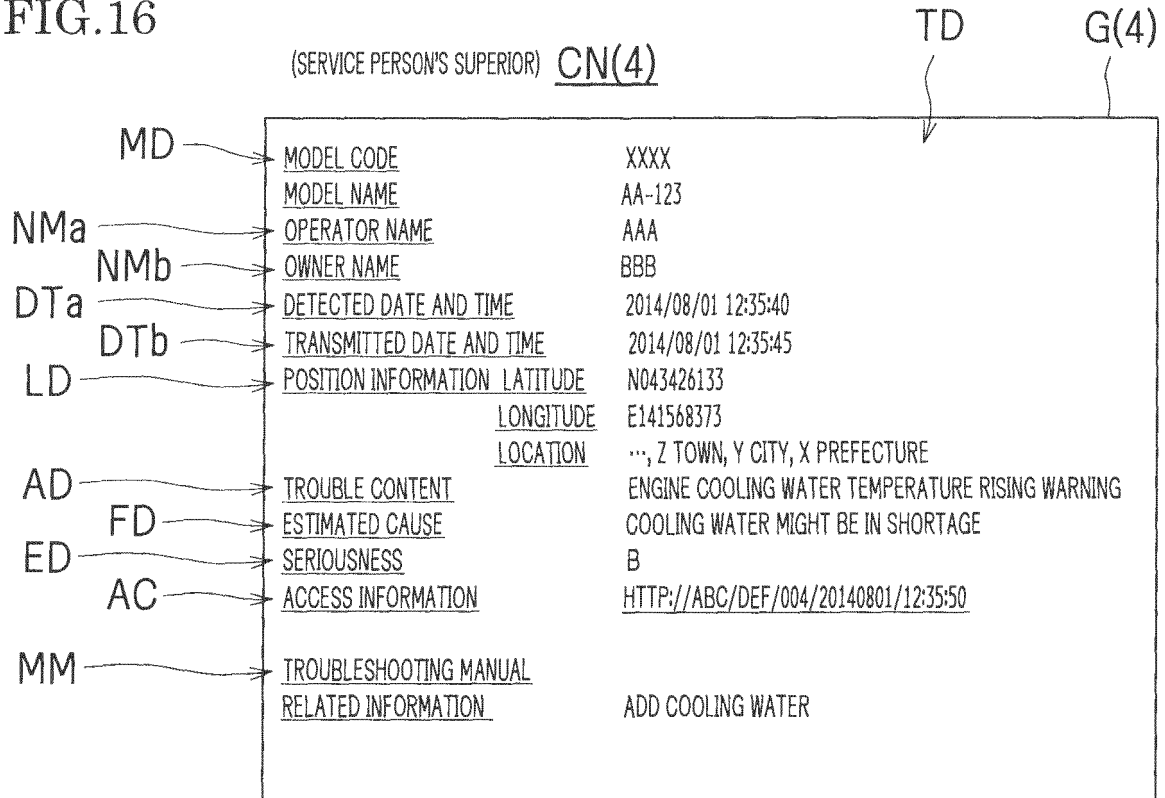 FIG.16
TD
G(4)
(SERVICE PERSON'S SUPERIOR) CN(4)
MD MODEL CODE XXXX
MODEL NAME AA-123
NMa OPERATOR NAME AAA
NMb OWNER NAME BBB
DTa DETECTED DATE AND TIME 2014/08/01 12:35:40
DTb TRANSMITTED DATE AND TIME 2014/08/01 12:35:45
LD POSITION INFORMATION LATITUDE N043426133
LONGITUDE E141568373
LOCATION ···, Z TOWN, Y CITY, X PREFECTURE
AD TROUBLE CONTENT ENGINE COOLING WATER TEMPERATURE RISING WARNING
FD ESTIMATED CAUSE COOLING WATER MIGHT BE IN SHORTAGE
ED SERIOUSNESS B
AC ACCESS INFORMATION HTTP://ABC/DEF/004/20140801/12:35:50
MM TROUBLESHOOTING MANUAL
RELATED INFORMATION ADD COOLING WATER